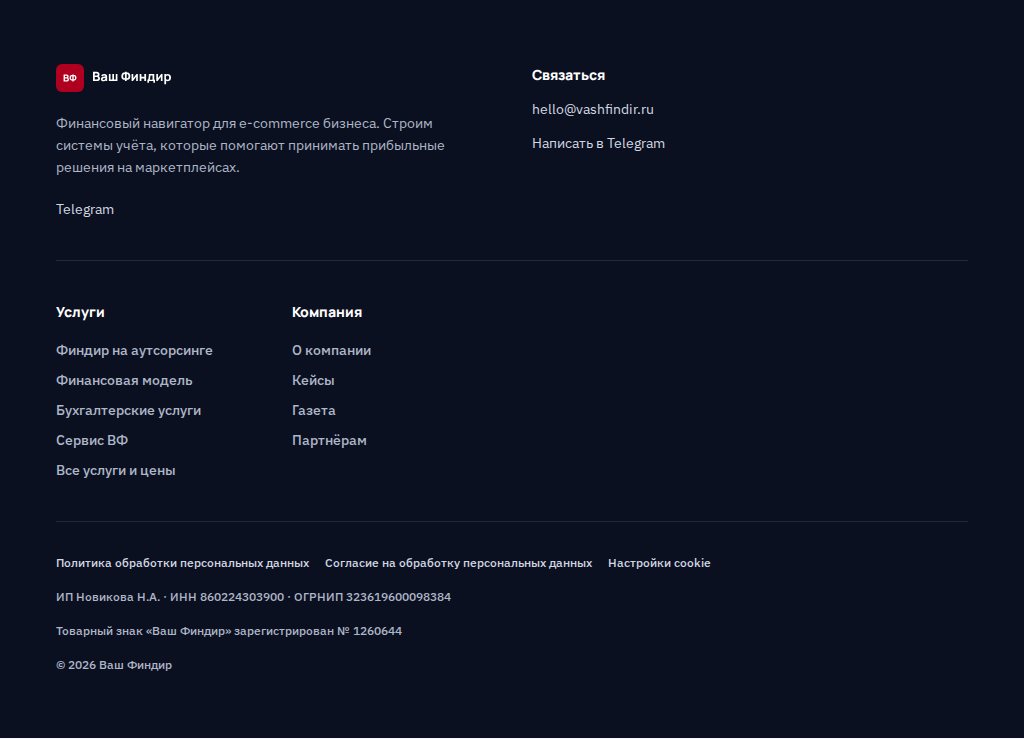 ВФ Ваш Финдир
Финансовый навигатор для e-commerce бизнеса. Строим
системы учёта, которые помогают принимать прибыльные
решения на маркетплейсах.
Telegram
Связаться
hello@vashfindir.ru
Написать в Telegram
Услуги
Финдир на аутсорсинге
Финансовая модель
Бухгалтерские услуги
Сервис ВФ
Все услуги и цены
Компания
О компании
Кейсы
Газета
Партнёрам
Политика обработки персональных данных Согласие на обработку персональных данных Настройки cookie
ИП Новикова Н.А. · ИНН 860224303900 · ОГРНИП 323619600098384
Товарный знак «Ваш Финдир» зарегистрирован № 1260644
© 2026 Ваш Финдир